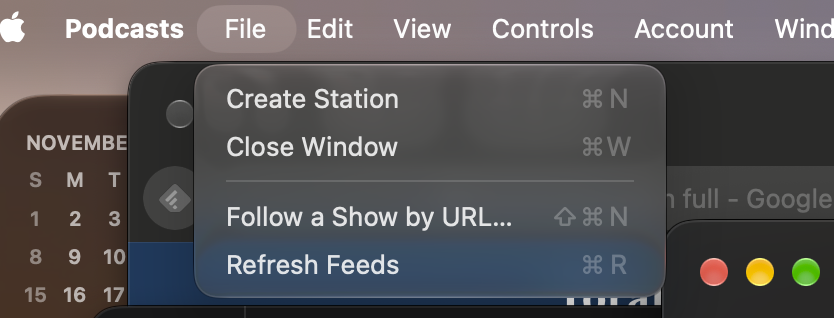 Podcasts File Edit View Controls Account Wind
Create Station ⌘ N
Close Window ⌘ W
Follow a Show by URL... ⇧ ⌘ N
Refresh Feeds ⌘ R
NOVEMBE
S M T
1 2 3
8 9 10
15 16 17
n full - Google